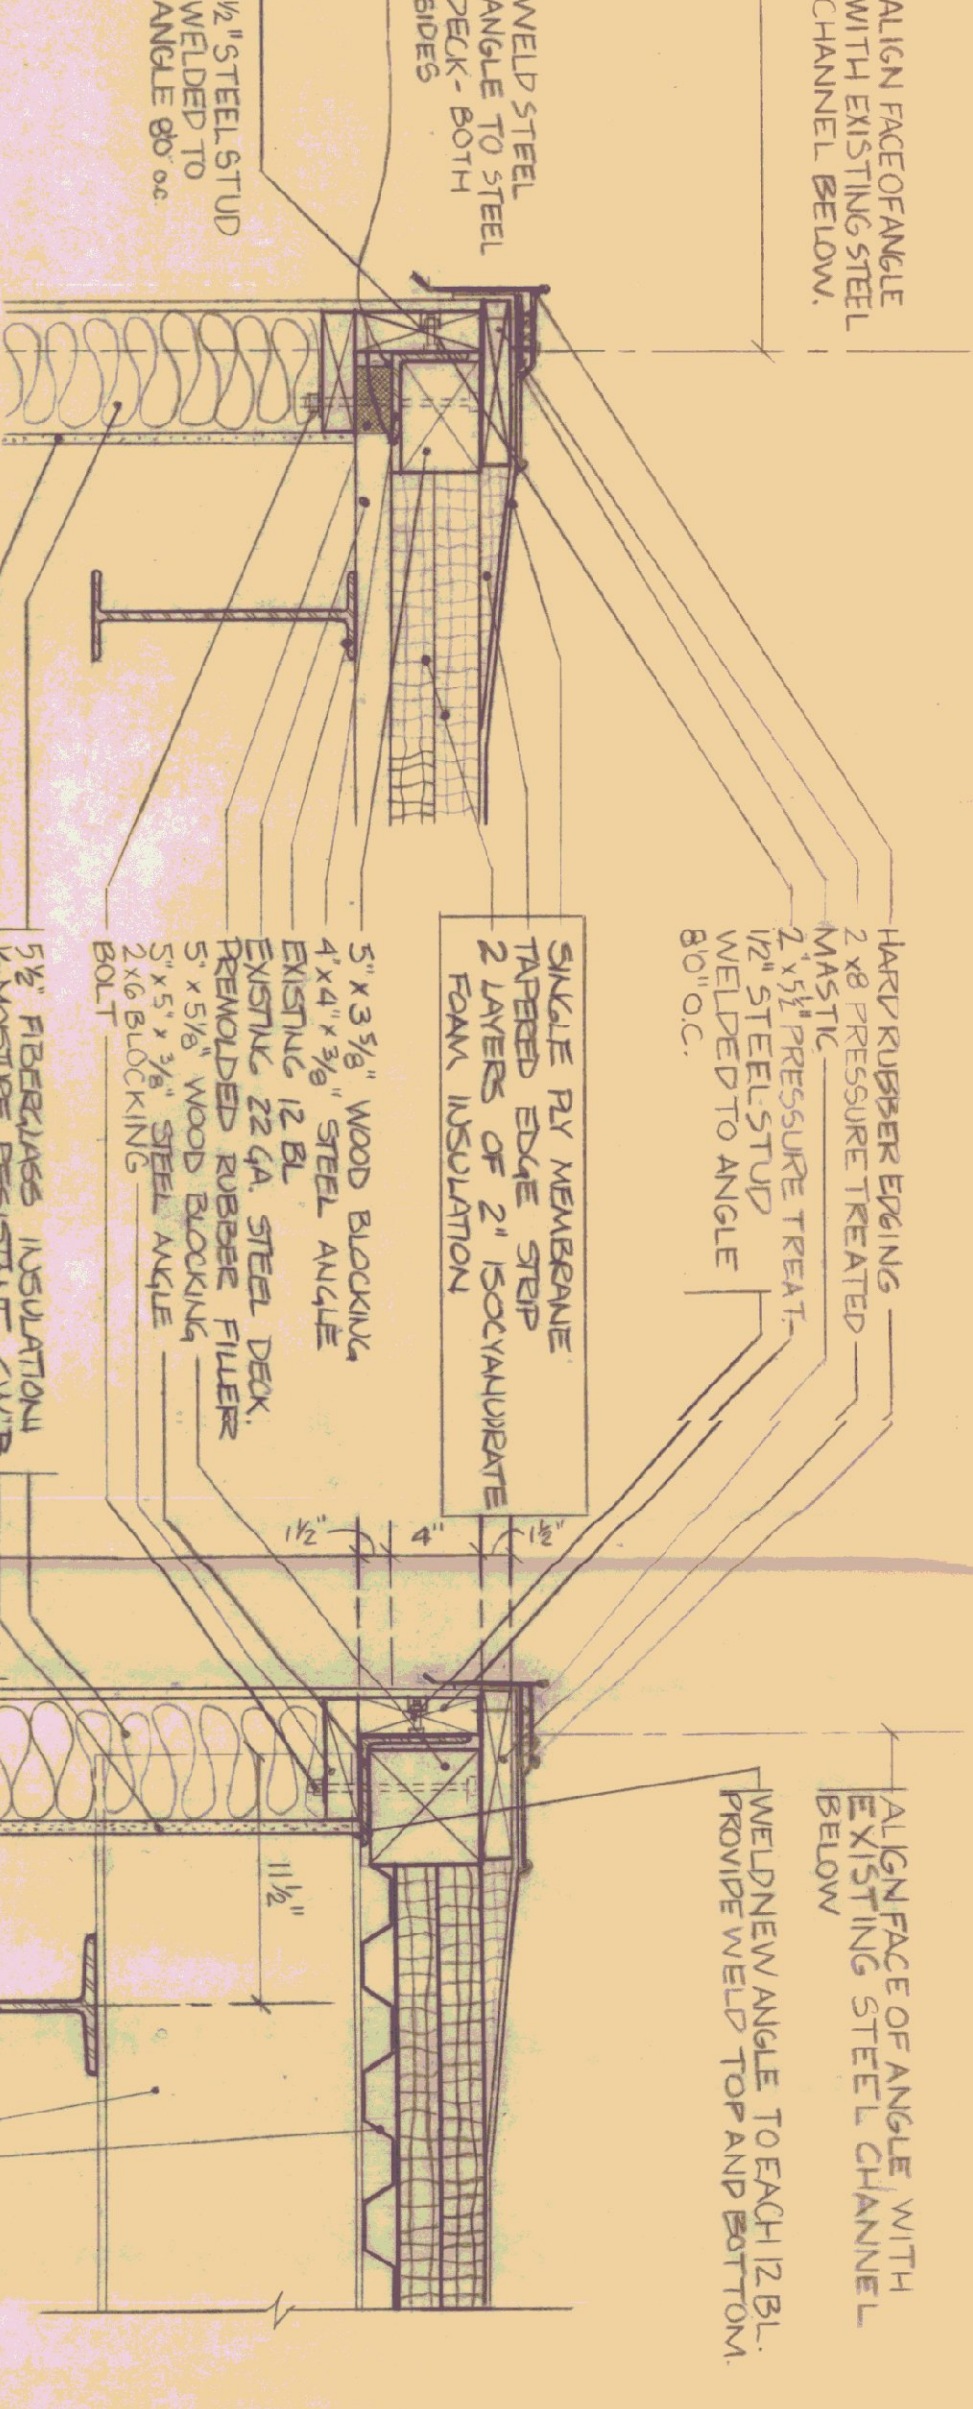 ALIGN FACE OF ANGLE
WITH EXISTING STEEL
CHANNEL BELOW.
WELD STEEL
ANGLE TO STEEL
DECK - BOTH
SIDES
1/2" STEEL STUD
WELDED TO
ANGLE 8'0" o.c.
HARD RUBBER EDGING
2 x 8 PRESSURE TREATED
MASTIC
2" x 5 1/2" PRESSURE TREAT.
1/2" STEEL STUD
WELDED TO ANGLE
8'0" O.C.
SINGLE PLY MEMBRANE
TAPERED EDGE STRIP
2 LAYERS OF 2" ISOCYANURATE
FOAM INSULATION
5" x 3 5/8" WOOD BLOCKING
4" x 4" x 3/8" STEEL ANGLE
EXISTING 12 BL
EXISTING 22 GA. STEEL DECK.
PREMOLDED RUBBER FILLER
5" x 5 1/8" WOOD BLOCKING
5" x 5" x 3/8" STEEL ANGLE
2 x 6 BLOCKING
BOLT
5 1/2" FIBERGLASS INSULATION
1 1/2"
4"
1 1/2"
ALIGN FACE OF ANGLE WITH
EXISTING STEEL CHANNEL
BELOW
WELD NEW ANGLE TO EACH 12 BL.
PROVIDE WELD TOP AND BOTTOM.
11 1/2"